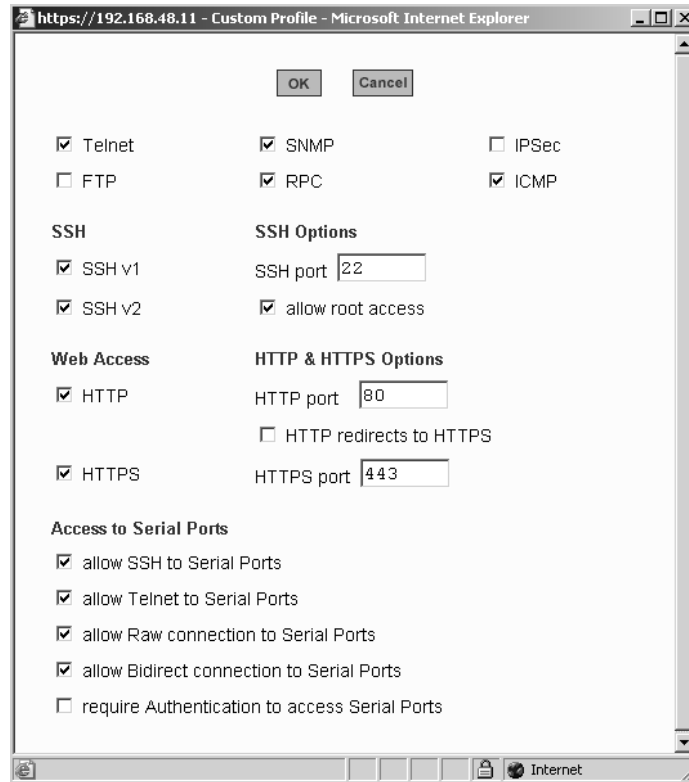 https://192.168.48.11 - Custom Profile - Microsoft Internet Explorer
OK Cancel
Telnet SNMP IPSec
FTP RPC ICMP
SSH SSH Options
SSH v1 SSH port 22
SSH v2 allow root access
Web Access HTTP & HTTPS Options
HTTP HTTP port 80
HTTP redirects to HTTPS
HTTPS HTTPS port 443
Access to Serial Ports
allow SSH to Serial Ports
allow Telnet to Serial Ports
allow Raw connection to Serial Ports
allow Bidirect connection to Serial Ports
require Authentication to access Serial Ports
Internet